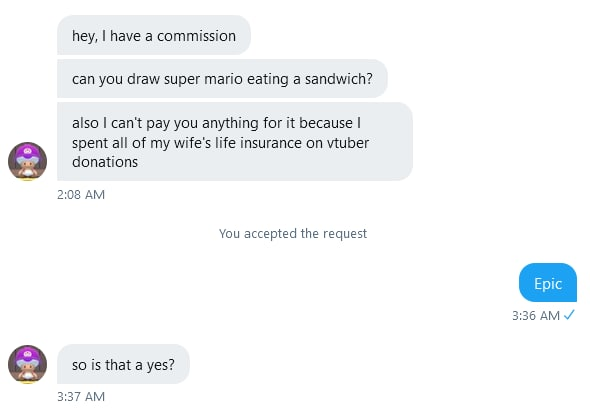 hey, I have a commission
can you draw super mario eating a sandwich?
also I can't pay you anything for it because I
spent all of my wife's life insurance on vtuber
donations
2:08 AM
You accepted the request
Epic
3:36 AM
so is that a yes?
3:37 AM